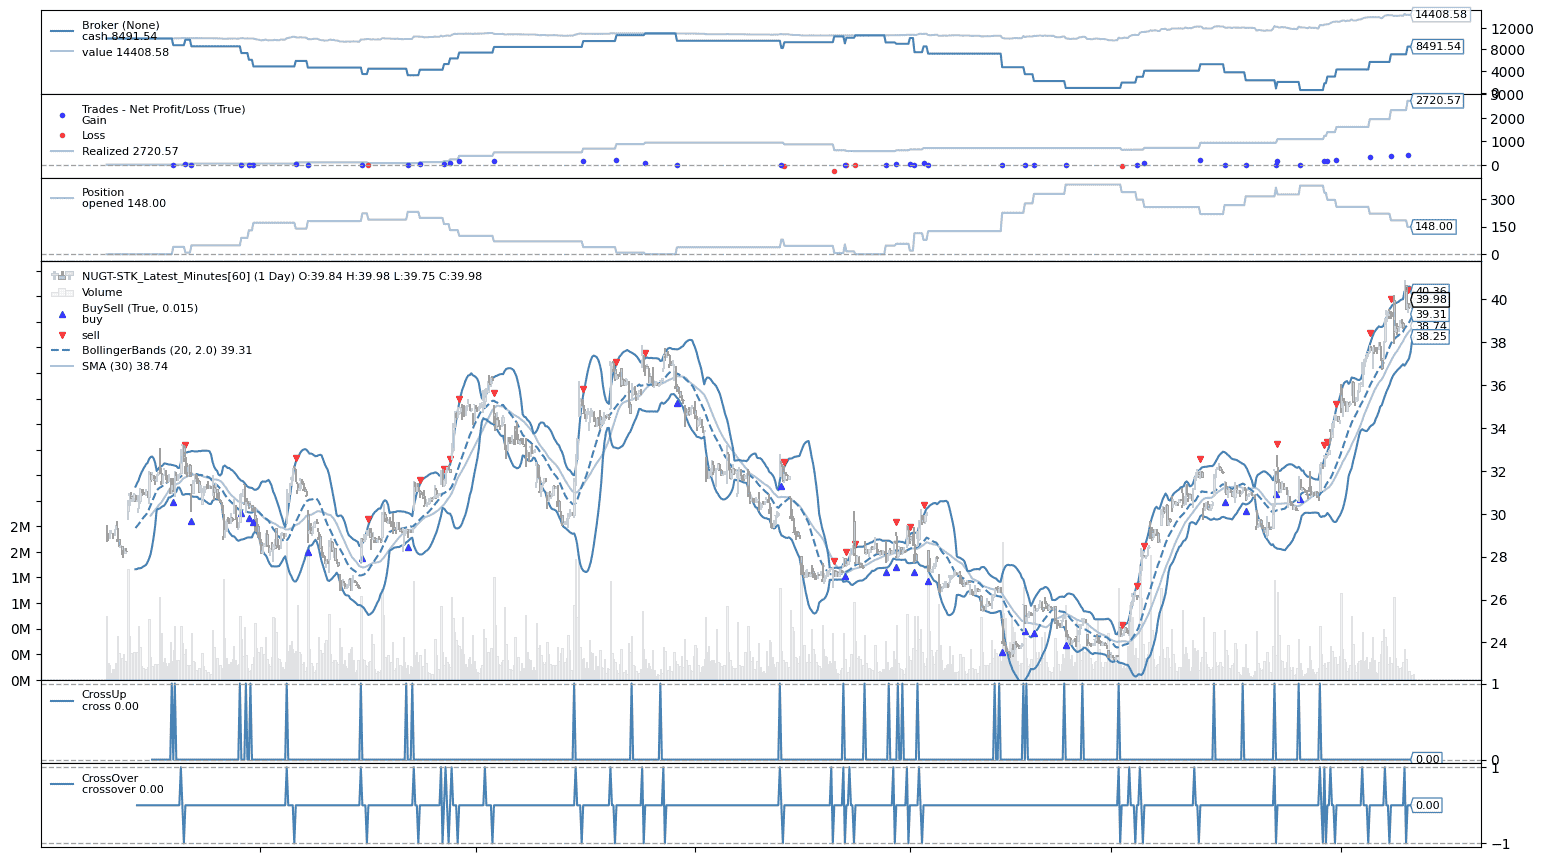 Broker (None)
cash 8491.54
value 14408.58
14408.58
12000
8000
8491.54
4000
0
3000
Trades - Net Profit/Loss (True)
Gain
Loss
Realized 2720.57
2720.57
2000
1000
0
Position
opened 148.00
300
150
148.00
0
NUGT-STK_Latest_Minutes[60] (1 Day) O:39.84 H:39.98 L:39.75 C:39.98
Volume
BuySell (True, 0.015)
buy
sell
BollingerBands (20, 2.0) 39.31
SMA (30) 38.74
40.36
39.98
39.31
38.74
38.25
40
38
36
34
32
30
28
26
24
2M
2M
1M
1M
0M
0M
0M
CrossUp
cross 0.00
1
0.00
0
CrossOver
crossover 0.00
1
0.00
−1